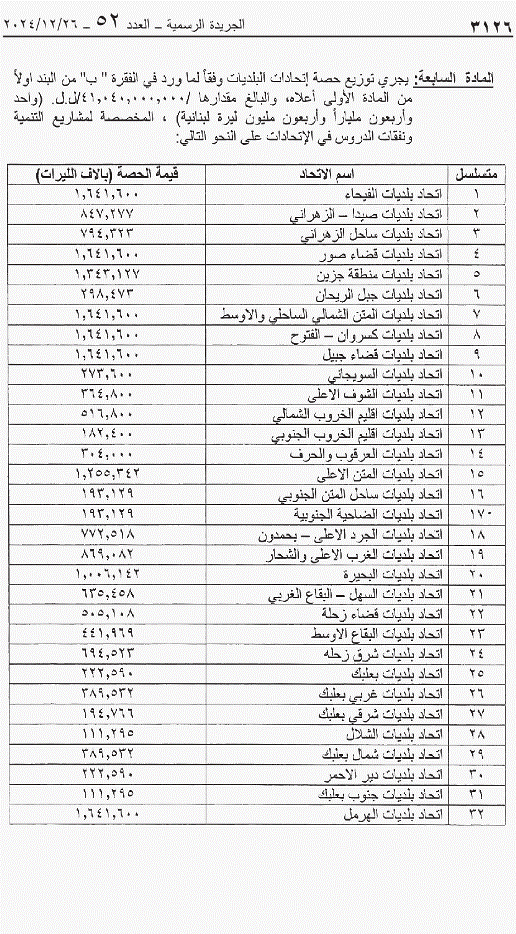 ٣١٢٦ الجريدة الرسمية – العدد ٥٢ – ٢٠٢٤/١٢/٢٦
المادة السابعة: يجري توزيع حصة إتحادات البلديات وفقاً لما ورد في الفقرة " ب" من البند اولاً
من المادة الأولى أعلاه، والبالغ مقدارها /٤١,٠٤٠,٠٠٠,٠٠٠/ل.ل. (واحد
وأربعون ملياراً وأربعون مليون ليرة لبنانية) ، المخصصة لمشاريع التنمية
ونفقات الدروس في الإتحادات على النحو التالي:
متسلسل اسم الاتحاد قيمة الحصة (بالاف الليرات)
١ اتحاد بلديات الفيحاء ١,٦٤١,٦٠٠
٢ اتحاد بلديات صيدا – الزهراني ٨٤٧,٢٧٧
٣ اتحاد بلديات ساحل الزهراني ٧٩٤,٣٢٣
٤ اتحاد بلديات قضاء صور ١,٦٤١,٦٠٠
٥ اتحاد بلديات منطقة جزين ١,٣٤٣,١٢٧
٦ اتحاد بلديات جبل الريحان ٢٩٨,٤٧٣
٧ اتحاد بلديات المتن الشمالي الساحلي والاوسط ١,٦٤١,٦٠٠
٨ اتحاد بلديات كسروان – الفتوح ١,٦٤١,٦٠٠
٩ اتحاد بلديات قضاء جبيل ١,٦٤١,٦٠٠
١٠ اتحاد بلديات السويجاني ٢٧٣,٦٠٠
١١ اتحاد بلديات الشوف الاعلى ٣٦٤,٨٠٠
١٢ اتحاد بلديات اقليم الخروب الشمالي ٥١٦,٨٠٠
١٣ اتحاد بلديات اقليم الخروب الجنوبي ١٨٢,٤٠٠
١٤ اتحاد بلديات العرقوب والحرف ٣٠٤,٠٠٠
١٥ اتحاد بلديات المتن الاعلى ١,٢٥٥,٣٤٢
١٦ اتحاد بلديات ساحل المتن الجنوبي ١٩٣,١٢٩
١٧ اتحاد بلديات الضاحية الجنوبية ١٩٣,١٢٩
١٨ اتحاد بلديات الجرد الاعلى – بحمدون ٧٧٢,٥١٨
١٩ اتحاد بلديات الغرب الاعلى والشحار ٨٦٩,٠٨٢
٢٠ اتحاد بلديات البحيرة ١,٠٠٦,١٤٢
٢١ اتحاد بلديات السهل – البقاع الغربي ٦٣٥,٤٥٨
٢٢ اتحاد بلديات قضاء زحلة ٥٠٥,١٠٨
٢٣ اتحاد بلديات البقاع الاوسط ٤٤١,٩٦٩
٢٤ اتحاد بلديات شرق زحله ٦٩٤,٥٢٣
٢٥ اتحاد بلديات بعلبك ٢٢٢,٥٩٠
٢٦ اتحاد بلديات غربي بعلبك ٣٨٩,٥٣٢
٢٧ اتحاد بلديات شرقي بعلبك ١٩٤,٧٦٦
٢٨ اتحاد بلديات الشلال ١١١,٢٩٥
٢٩ اتحاد بلديات شمال بعلبك ٣٨٩,٥٣٢
٣٠ اتحاد بلديات دير الاحمر ٢٢٢,٥٩٠
٣١ اتحاد بلديات جنوب بعلبك ١١١,٢٩٥
٣٢ اتحاد بلديات الهرمل ١,٦٤١,٦٠٠